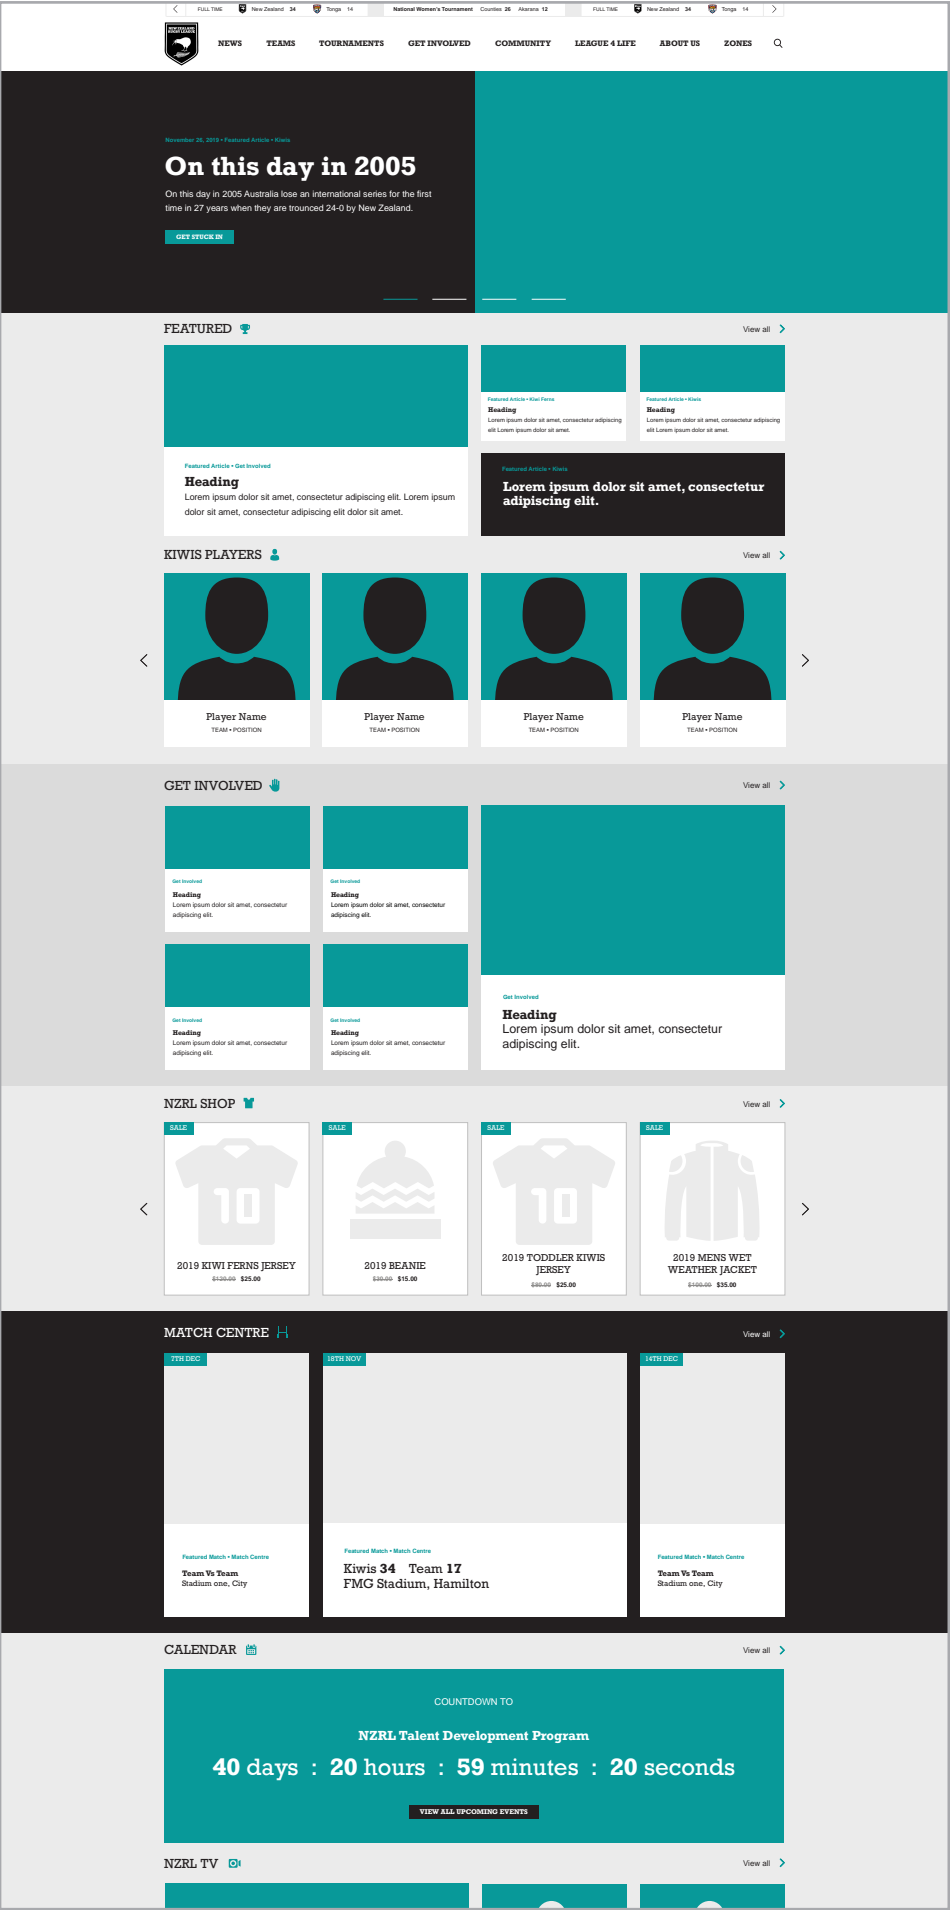 FULL TIME New Zealand 34 Tonga 14 National Women's Tournament Counties 26 Akarana 12 FULL TIME New Zealand 34 Tonga 14
NEW ZEALAND
RUGBY LEAGUE
NEWS TEAMS TOURNAMENTS GET INVOLVED COMMUNITY LEAGUE 4 LIFE ABOUT US ZONES
November 26, 2019 • Featured Article • Kiwis
On this day in 2005
On this day in 2005 Australia lose an international series for the first
time in 27 years when they are trounced 24-0 by New Zealand.
GET STUCK IN
FEATURED View all
Featured Article • Get Involved
Heading
Lorem ipsum dolor sit amet, consectetur adipiscing elit. Lorem ipsum
dolor sit amet, consectetur adipiscing elit dolor sit amet.
Featured Article • Kiwi Ferns
Heading
Lorem ipsum dolor sit amet, consectetur adipiscing
elit Lorem ipsum dolor sit amet.
Featured Article • Kiwis
Heading
Lorem ipsum dolor sit amet, consectetur adipiscing
elit Lorem ipsum dolor sit amet.
Featured Article • Kiwis
Lorem ipsum dolor sit amet, consectetur
adipiscing elit.
KIWIS PLAYERS View all
Player Name
TEAM • POSITION
Player Name
TEAM • POSITION
Player Name
TEAM • POSITION
Player Name
TEAM • POSITION
GET INVOLVED View all
Get Involved
Heading
Lorem ipsum dolor sit amet, consectetur
adipiscing elit.
Get Involved
Heading
Lorem ipsum dolor sit amet, consectetur
adipiscing elit.
Get Involved
Heading
Lorem ipsum dolor sit amet, consectetur
adipiscing elit.
Get Involved
Heading
Lorem ipsum dolor sit amet, consectetur
adipiscing elit.
Get Involved
Heading
Lorem ipsum dolor sit amet, consectetur
adipiscing elit.
NZRL SHOP View all
SALE
10
2019 KIWI FERNS JERSEY
$120.00 $25.00
SALE
2019 BEANIE
$30.00 $15.00
SALE
10
2019 TODDLER KIWIS
JERSEY
$80.00 $25.00
SALE
2019 MENS WET
WEATHER JACKET
$100.00 $35.00
MATCH CENTRE View all
7TH DEC
Featured Match • Match Centre
Team Vs Team
Stadium one, City
18TH NOV
Featured Match • Match Centre
Kiwis 34 Team 17
FMG Stadium, Hamilton
14TH DEC
Featured Match • Match Centre
Team Vs Team
Stadium one, City
CALENDAR View all
COUNTDOWN TO
NZRL Talent Development Program
40 days : 20 hours : 59 minutes : 20 seconds
VIEW ALL UPCOMING EVENTS
NZRL TV View all